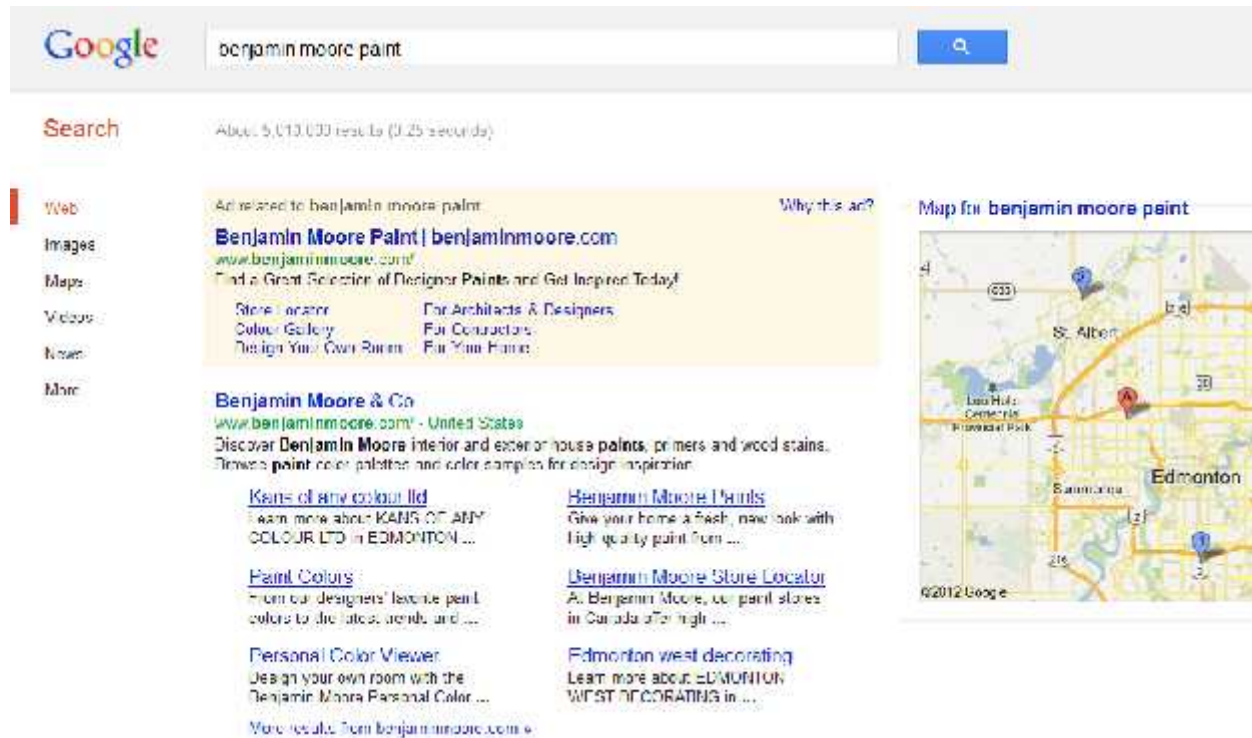 Google
benjamin moore paint
Search
About 5,010,000 results (0.25 seconds)
Web
Images
Maps
Videos
News
More
Ad related to benjamin moore paint
Why this ad?
Benjamin Moore Paint | benjaminmoore.com
www.benjaminmoore.com/
Find a Great Selection of Designer Paints and Get Inspired Today!
Store Locator
For Architects & Designers
Colour Gallery
For Contractors
Design Your Own Room
For Your Home
Benjamin Moore & Co
www.benjaminmoore.com/ - United States
Discover Benjamin Moore interior and exterior house paints, primers and wood stains.
Browse paint color palettes and color samples for design inspiration
Kans of any colour ltd
Learn more about KANS OF ANY
COLOUR LTD in EDMONTON ...
Benjamin Moore Paints
Give your home a fresh, new look with
high quality paint from ...
Paint Colors
From our designers' favorite paint
colors to the latest trends and ...
Benjamin Moore Store Locator
At Benjamin Moore, our paint stores
in Canada offer high ...
Personal Color Viewer
Design your own room with the
Benjamin Moore Personal Color ...
Edmonton west decorating
Learn more about EDMONTON
WEST DECORATING in ...
More results from benjaminmoore.com »
Map for benjamin moore paint
St. Albert
A
Lois Hole
Centennial
Provincial Park
Edmonton
Summerlea
2
216
©2012 Google